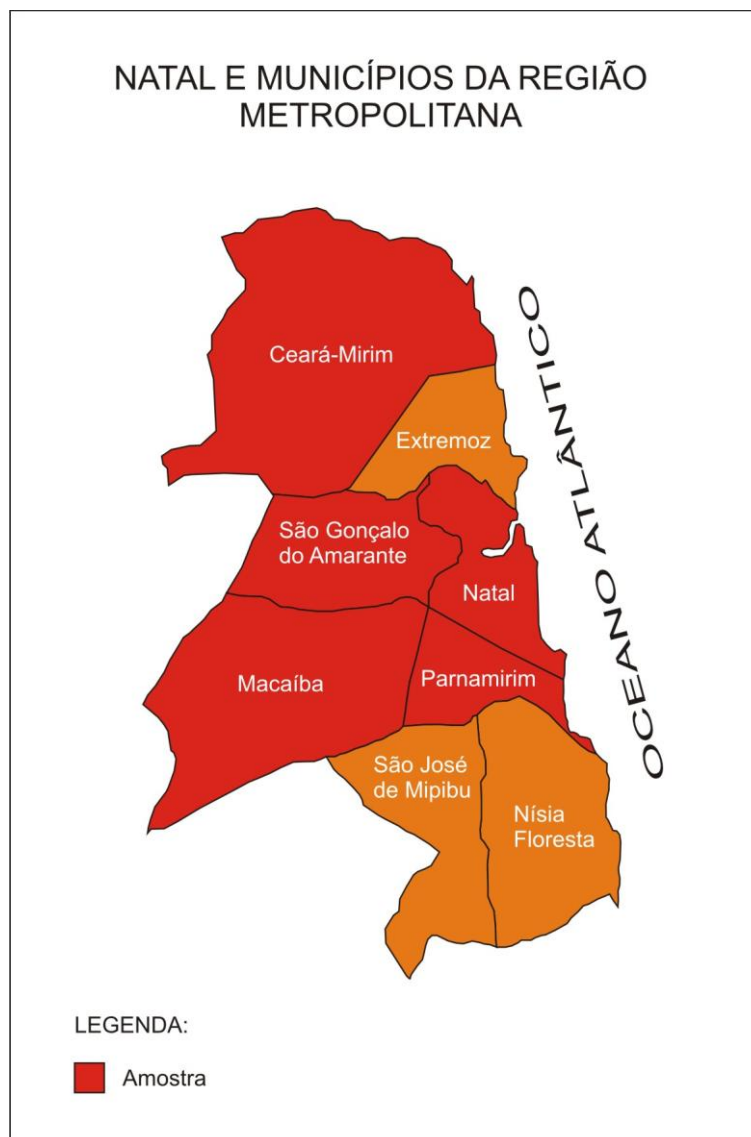 NATAL E MUNICÍPIOS DA REGIÃO
METROPOLITANA
OCEANO ATLÂNTICO
Ceará-Mirim
Extremoz
São Gonçalo
do Amarante
Natal
Macaíba
Parnamirim
São José
de Mipibu
Nísia
Floresta
LEGENDA:
Amostra